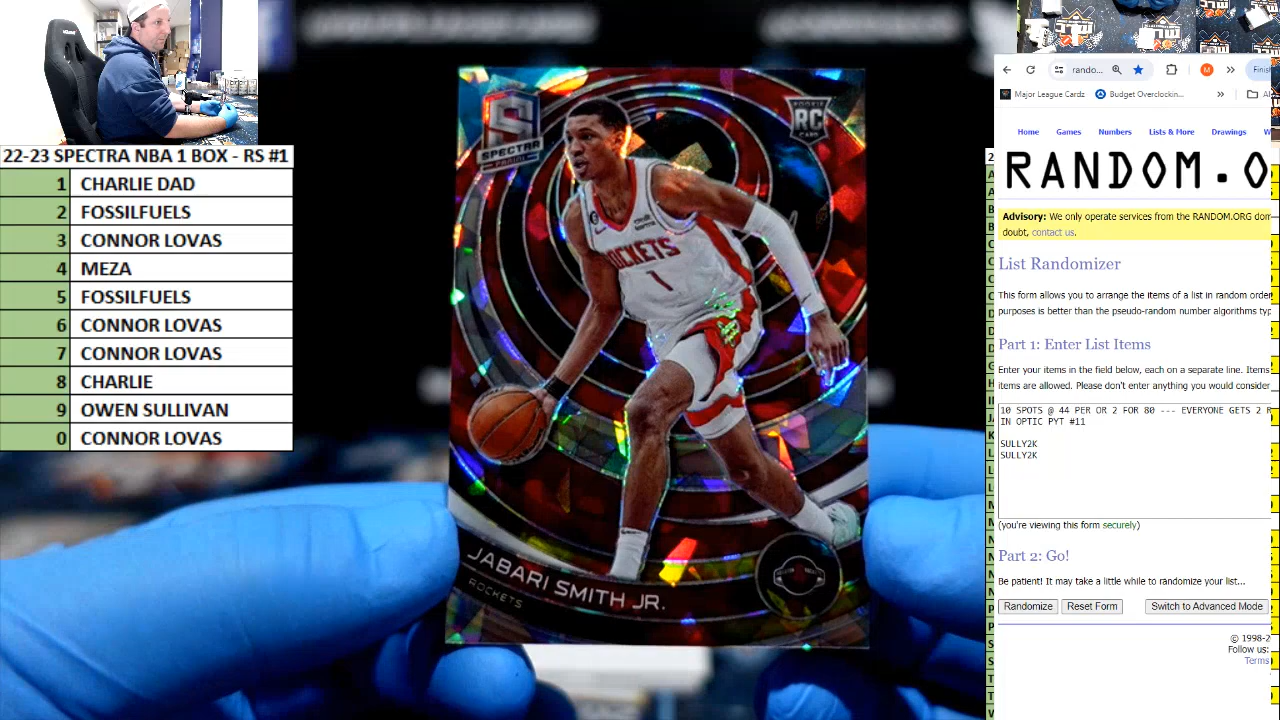 22-23 SPECTRA NBA 1 BOX - RS #1
1 CHARLIE DAD
2 FOSSILFUELS
3 CONNOR LOVAS
4 MEZA
5 FOSSILFUELS
6 CONNOR LOVAS
7 CONNOR LOVAS
8 CHARLIE
9 OWEN SULLIVAN
0 CONNOR LOVAS
S
SPECTRA
PANINI
ROOKIE
RC
CARD
ROCKETS
1
JABARI SMITH JR.
ROCKETS
rando...
M
Finis
Major League Cardz
Budget Overclockin...
Home Games Numbers Lists & More Drawings W
RANDOM.O
Advisory: We only operate services from the RANDOM.ORG dom
doubt, contact us.
List Randomizer
This form allows you to arrange the items of a list in random order
purposes is better than the pseudo-random number algorithms typ
Part 1: Enter List Items
Enter your items in the field below, each on a separate line. Items
items are allowed. Please don't enter anything you would consider
10 SPOTS @ 44 PER OR 2 FOR 80 --- EVERYONE GETS 2 R
IN OPTIC PYT #11
SULLY2K
SULLY2K
(you're viewing this form securely)
Part 2: Go!
Be patient! It may take a little while to randomize your list...
Randomize Reset Form Switch to Advanced Mode
© 1998-2
Follow us:
Terms